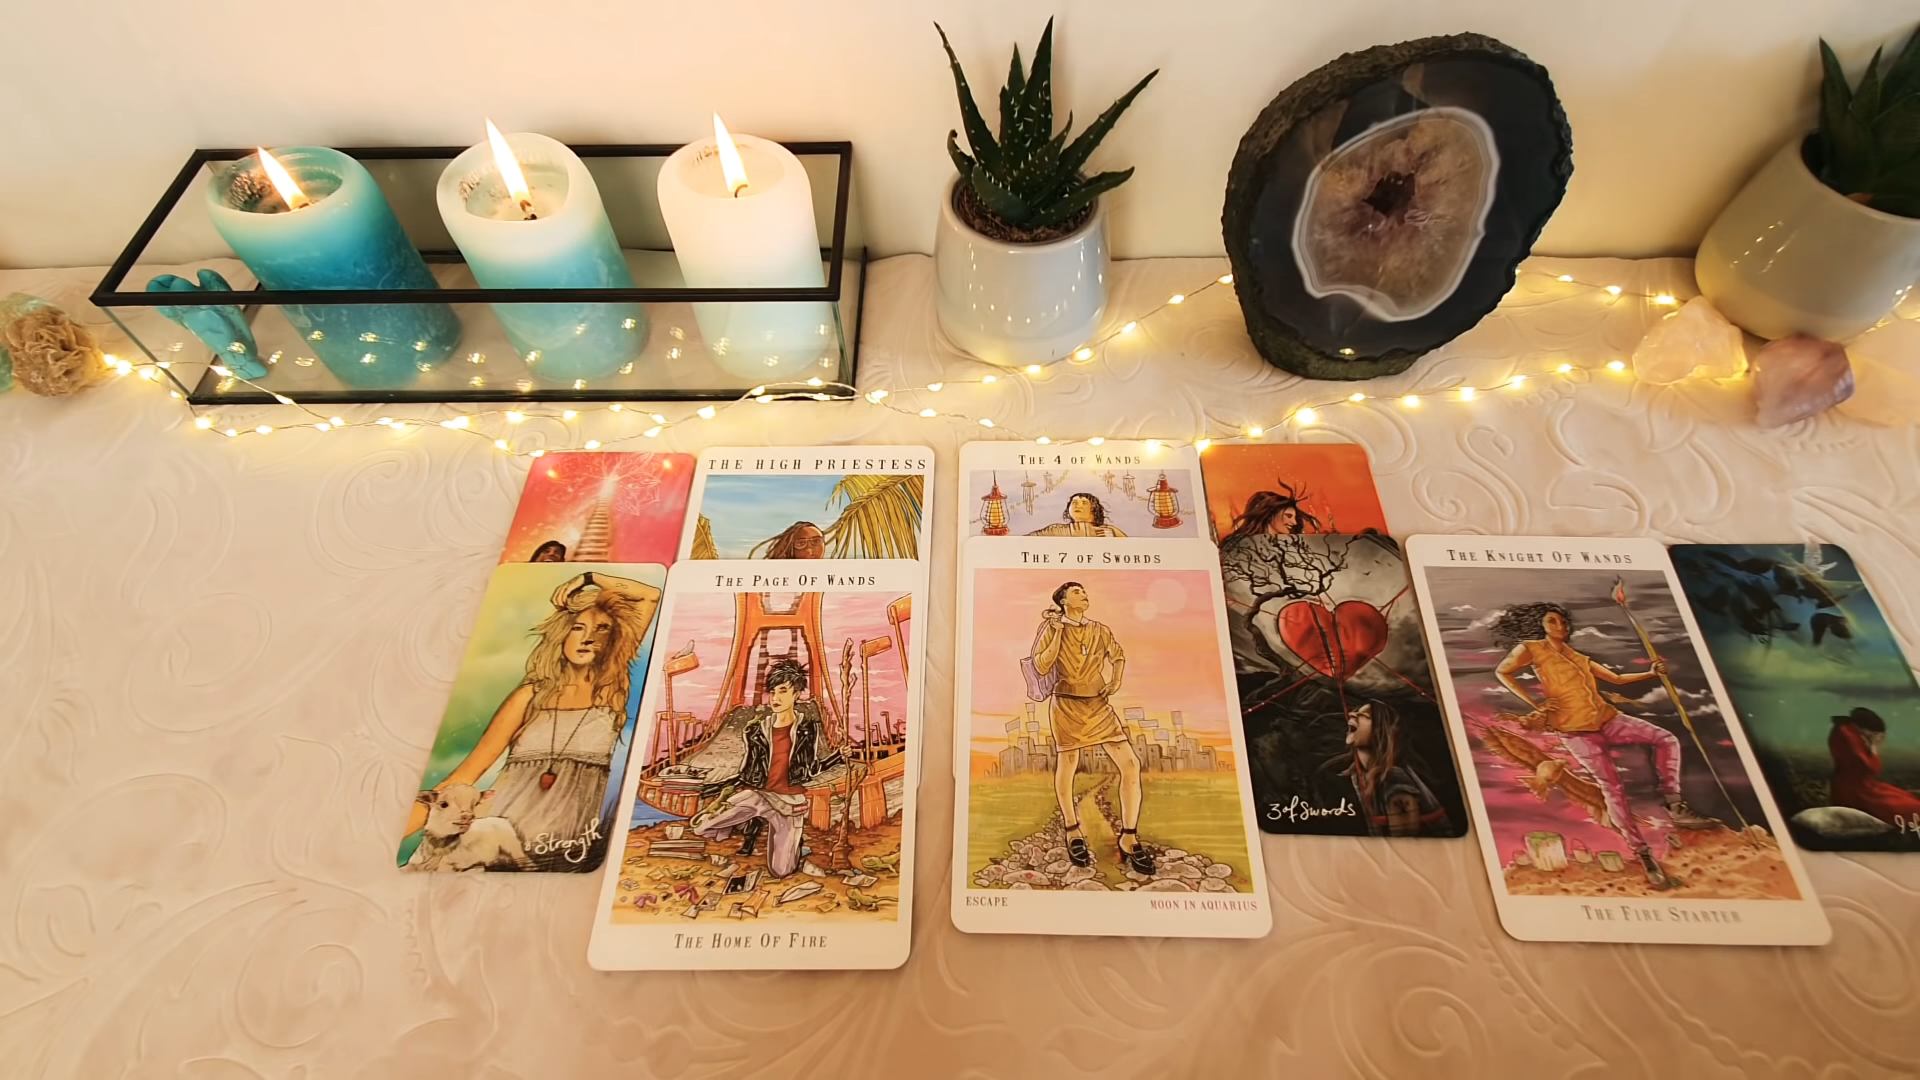 THE HIGH PRIESTESS
THE 4 OF WANDS
THE PAGE OF WANDS
THE 7 OF SWORDS
THE KNIGHT OF WANDS
8 Strength
3 of Swords
ESCAPE
MOON IN AQUARIUS
THE FIRE STARTER
THE HOME OF FIRE